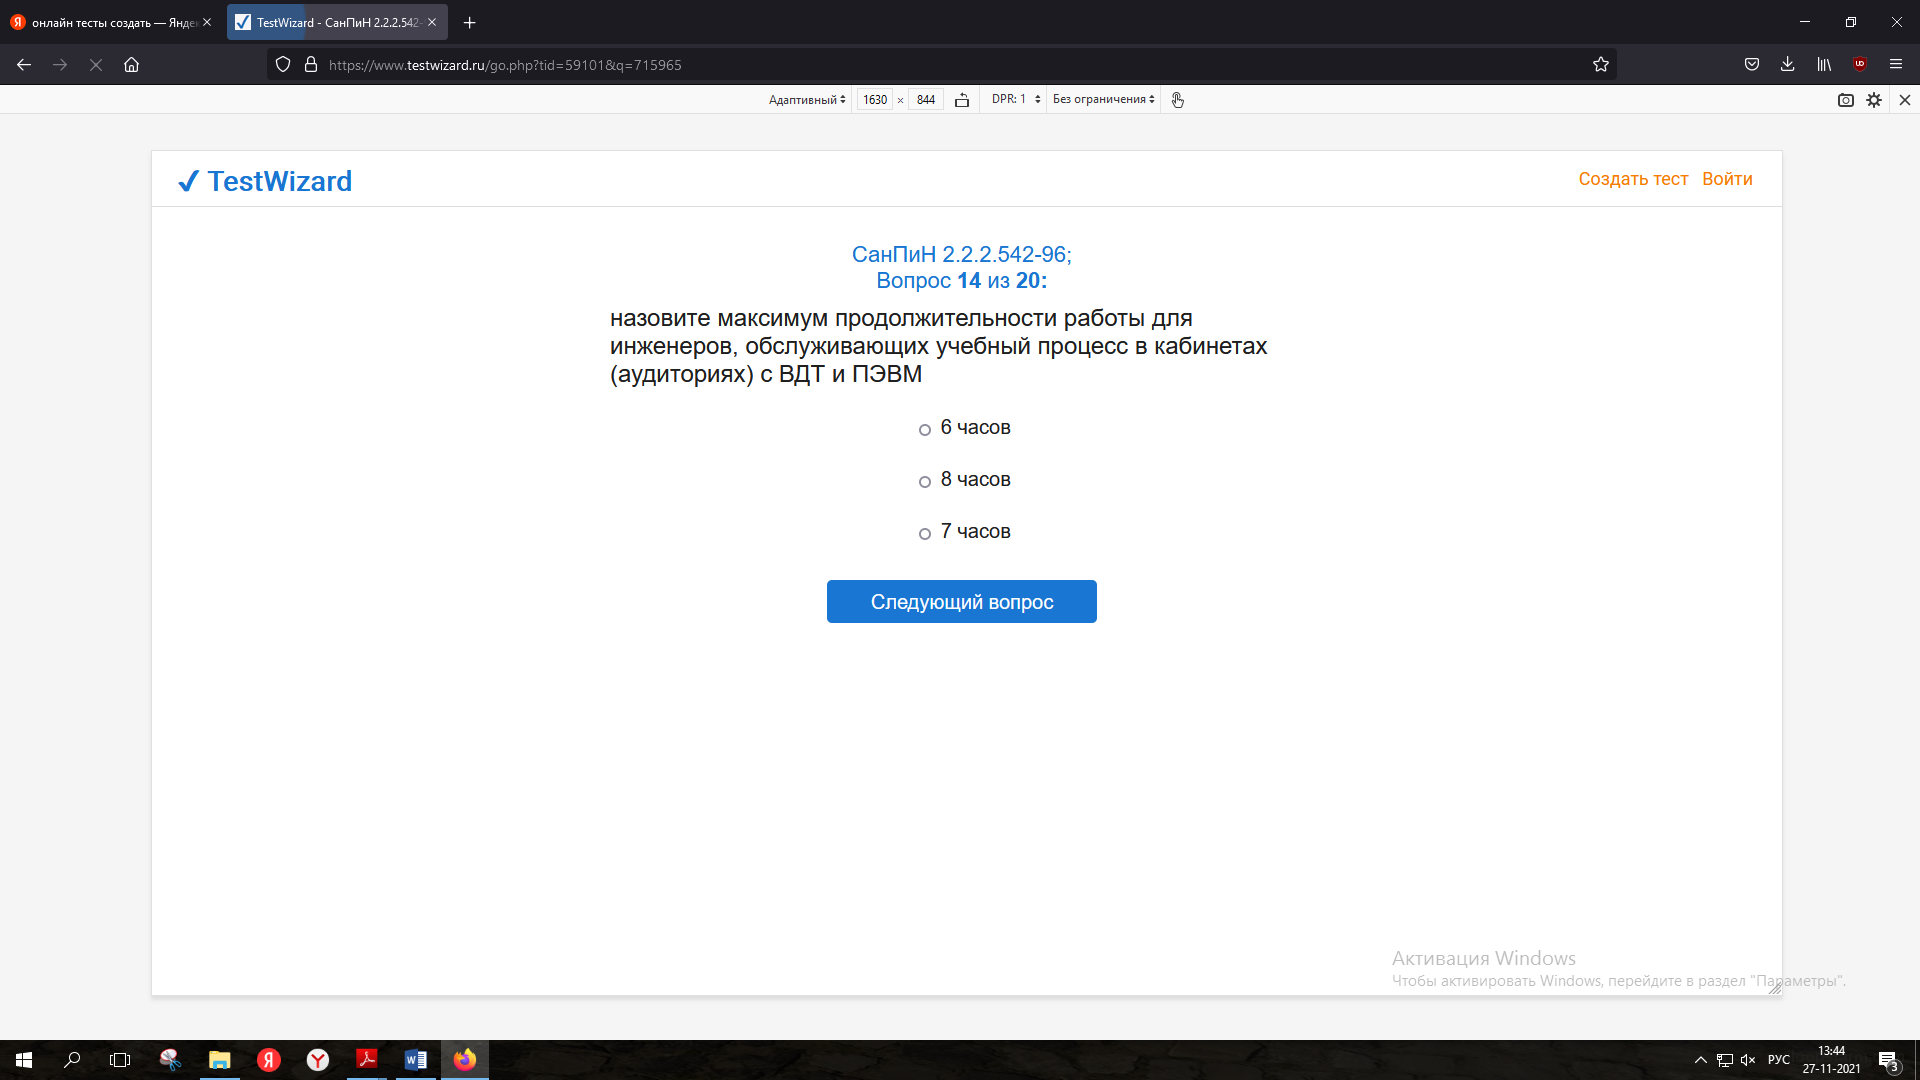 онлайн тесты создать — Яндек
TestWizard - СанПиН 2.2.2.542-
https://www.testwizard.ru/go.php?tid=59101&q=715965
Адаптивный 1630 × 844 DPR: 1 Без ограничения
TestWizard
Создать тест Войти
СанПиН 2.2.2.542-96;
Вопрос 14 из 20:
назовите максимум продолжительности работы для
инженеров, обслуживающих учебный процесс в кабинетах
(аудиториях) с ВДТ и ПЭВМ
6 часов
8 часов
7 часов
Следующий вопрос
Активация Windows
Чтобы активировать Windows, перейдите в раздел "Параметры".
РУС
13:44
27-11-2021
3